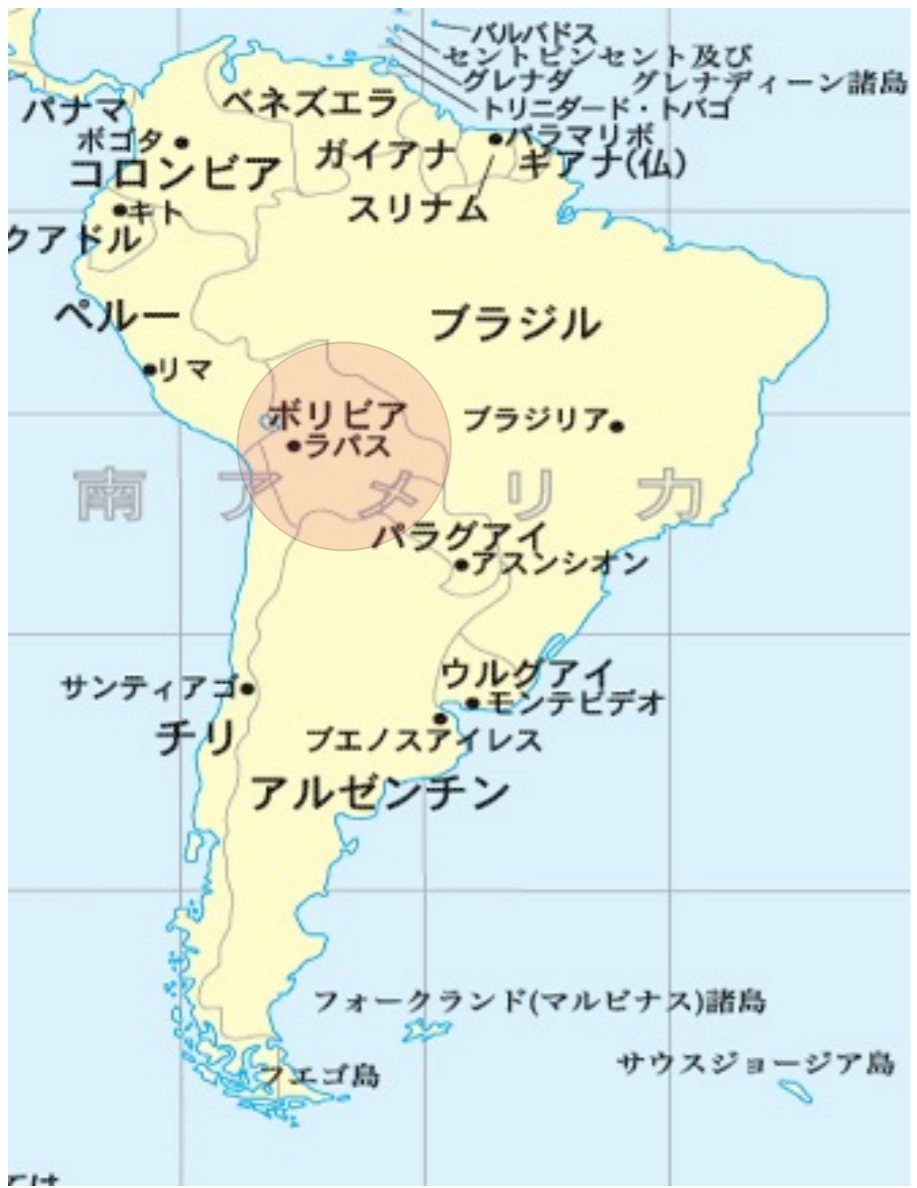 バルバドス
セントビンセント及び
グレナダ グレナディーン諸島
トリニダード・トバゴ
パナマ
ベネズエラ
ボゴタ
パラマリボ
コロンビア
ガイアナ
ギアナ(仏)
スリナム
キト
クアドル
ペルー
ブラジル
リマ
ボリビア
ブラジリア
ラパス
南アメリカ
パラグアイ
アスンシオン
ウルグアイ
サンティアゴ
モンテビデオ
チリ
ブエノスアイレス
アルゼンチン
フォークランド(マルビナス)諸島
サウスジョージア島
フエゴ島